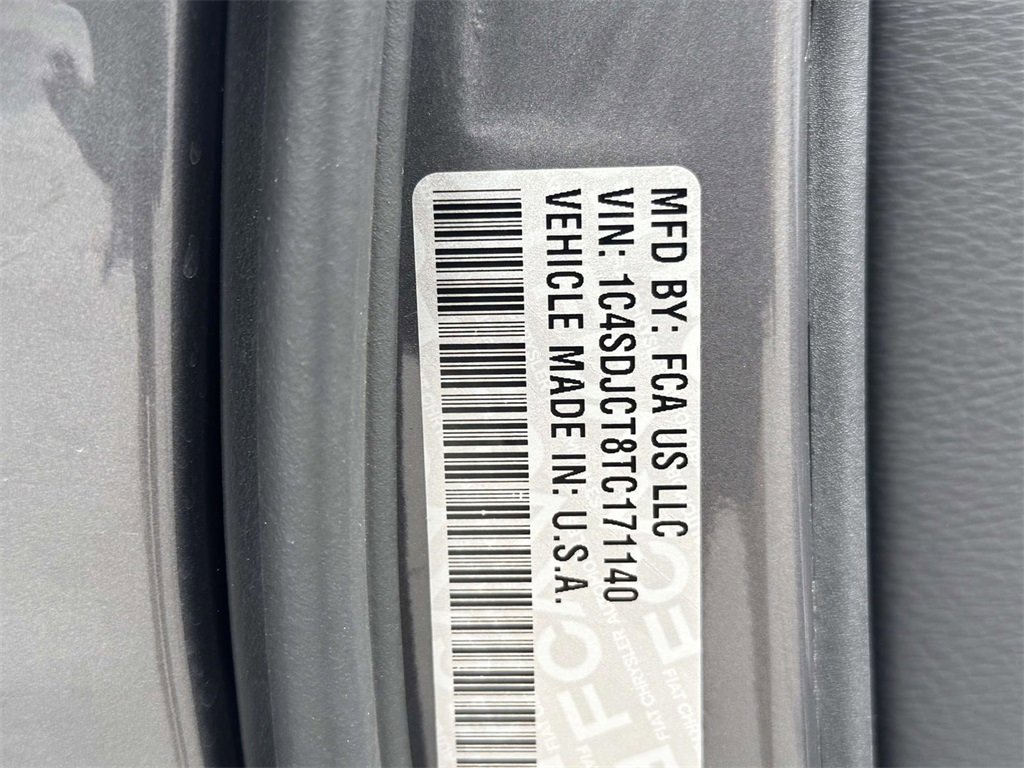 MFD BY: FCA US LLC
VIN: 1C4SDJCT8TC171140
VEHICLE MADE IN: U.S.A.